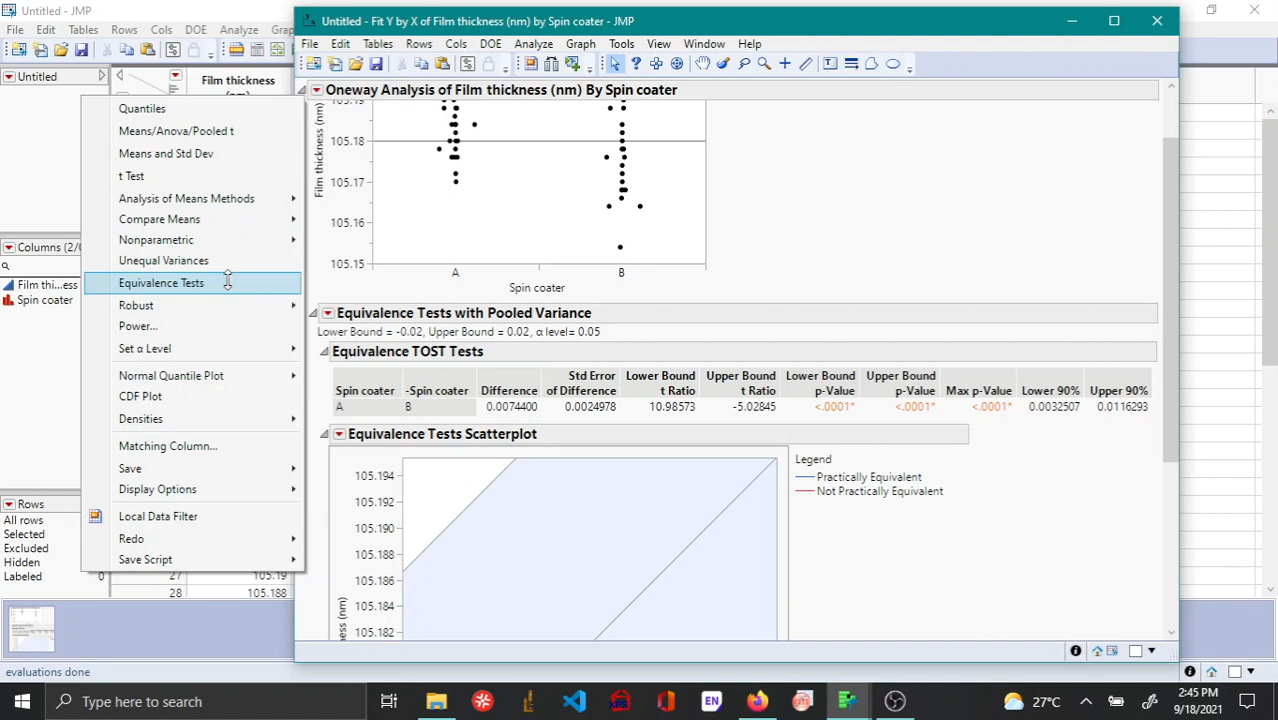 Untitled - JMP
File Edit Tables Rows Cols DOE Analyze
Untitled
Film thickness
Columns (2/
Film thi...ess
Spin coater
Rows
All rows
Selected
Excluded
Hidden
Labeled 0
27 105.19
28 105.188
evaluations done
Quantiles
Means/Anova/Pooled t
Means and Std Dev
t Test
Analysis of Means Methods
Compare Means
Nonparametric
Unequal Variances
Equivalence Tests
Robust
Power...
Set α Level
Normal Quantile Plot
CDF Plot
Densities
Matching Column...
Save
Display Options
Local Data Filter
Redo
Save Script
Untitled - Fit Y by X of Film thickness (nm) by Spin coater - JMP
File Edit Tables Rows Cols DOE Analyze Graph Tools View Window Help
Oneway Analysis of Film thickness (nm) By Spin coater
Film thickness (nm)
105.19
105.18
105.17
105.16
105.15
A B
Spin coater
Equivalence Tests with Pooled Variance
Lower Bound = -0.02, Upper Bound = 0.02, α level= 0.05
Equivalence TOST Tests
Spin coater -Spin coater Difference Std Error of Difference Lower Bound t Ratio Upper Bound t Ratio Lower Bound p-Value Upper Bound p-Value Max p-Value Lower 90% Upper 90%
A B 0.0074400 0.0024978 10.98573 -5.02845 <.0001* <.0001* <.0001* 0.0032507 0.0116293
Equivalence Tests Scatterplot
105.194
105.192
105.190
105.188
105.186
105.184
105.182
(nm)
Legend
Practically Equivalent
Not Practically Equivalent
Type here to search
EN
27°C
2:45 PM
9/18/2021